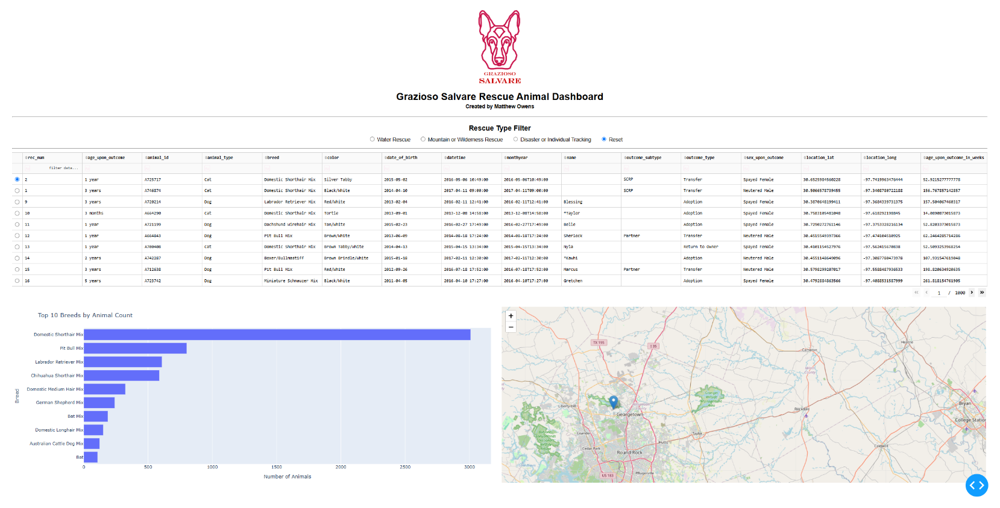 GRAZIOSO
SALVARE
Grazioso Salvare Rescue Animal Dashboard
Created by Matthew Owens
Rescue Type Filter
Water Rescue Mountain or Wilderness Rescue Disaster or Individual Tracking Reset
rec_num age_upon_outcome animal_id animal_type breed color date_of_birth datetime monthyear name outcome_subtype outcome_type sex_upon_outcome location_lat location_long age_upon_outcome_in_weeks
filter data...
2 1 year A725717 Cat Domestic Shorthair Mix Silver Tabby 2015-05-02 2016-05-06 10:49:00 2016-05-06T10:49:00 SCRP Transfer Spayed Female 30.6525984560228 -97.7419963476444 52.9215277777778
1 3 years A746874 Cat Domestic Shorthair Mix Black/White 2014-04-10 2017-04-11 09:00:00 2017-04-11T09:00:00 SCRP Transfer Neutered Male 30.5066578739455 -97.3408780722188 156.767857142857
9 3 years A720214 Dog Labrador Retriever Mix Red/White 2013-02-04 2016-02-11 12:41:00 2016-02-11T12:41:00 Blessing Adoption Spayed Female 30.3870648199411 -97.3684339731375 157.504067460317
10 3 months A664290 Cat Domestic Shorthair Mix Tortie 2013-09-01 2013-12-08 14:58:00 2013-12-08T14:58:00 *Taylor Adoption Spayed Female 30.7583105481048 -97.618292198845 14.0890873015873
11 1 year A721199 Dog Dachshund Wirehair Mix Tan/White 2015-02-23 2016-02-27 17:49:00 2016-02-27T17:49:00 Belle Adoption Spayed Female 30.7290272761146 -97.3753328216134 52.8203373015873
12 1 year A664843 Dog Pit Bull Mix Brown/White 2013-06-09 2014-08-18 17:24:00 2014-08-18T17:24:00 Sherlock Partner Transfer Neutered Male 30.4515549397366 -97.474104510925 62.2464285714286
13 1 year A700408 Cat Domestic Shorthair Mix Brown Tabby/White 2014-04-13 2015-04-15 13:34:00 2015-04-15T13:34:00 Nyla Return to Owner Spayed Female 30.4101154527976 -97.562415670838 52.5093253968254
14 2 years A742287 Dog Boxer/Bullmastiff Brown Brindle/White 2015-01-18 2017-02-11 12:30:00 2017-02-11T12:30:00 *Kawhi Adoption Neutered Male 30.4551148649096 -97.3087780473978 107.931547619048
15 3 years A712638 Dog Pit Bull Mix Red/White 2012-09-26 2016-07-18 17:52:00 2016-07-18T17:52:00 Marcus Partner Transfer Neutered Male 30.5798299207017 -97.5588487936533 198.820634920635
16 5 years A723742 Dog Miniature Schnauzer Mix Black/White 2011-04-05 2016-04-10 17:27:00 2016-04-10T17:27:00 Gretchen Adoption Spayed Female 30.4792884863566 -97.4088531587999 261.818154761905
1 / 1000
Top 10 Breeds by Animal Count
Breed
Domestic Shorthair Mix
Pit Bull Mix
Labrador Retriever Mix
Chihuahua Shorthair Mix
Domestic Medium Hair Mix
German Shepherd Mix
Bat Mix
Domestic Longhair Mix
Australian Cattle Dog Mix
Bat
0 500 1000 1500 2000 2500 3000
Number of Animals
+
−
TX 195
I 35
Hearne
Cameron
Milam
County
Granger
Wildlife
Management
Area
Liberty Hill
Williamson
County
Georgetown
Rockdale
Bryan
College Station
Balcones
Canyonlands
National
Wildlife
Refuge
Leander
Taylor
Hutto
Cedar Park
Round Rock
Caldwell
Lake Travis
US 183
Pflugerville